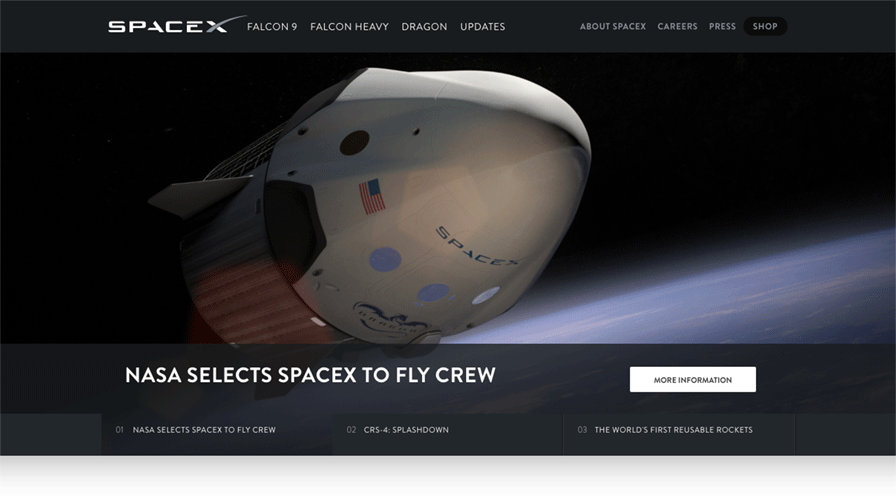 SPACEX
FALCON 9 FALCON HEAVY DRAGON UPDATES
ABOUT SPACEX CAREERS PRESS SHOP
SPACEX
DRAGON
NASA SELECTS SPACEX TO FLY CREW
MORE INFORMATION
01 NASA SELECTS SPACEX TO FLY CREW
02 CRS-4: SPLASHDOWN
03 THE WORLD'S FIRST REUSABLE ROCKETS